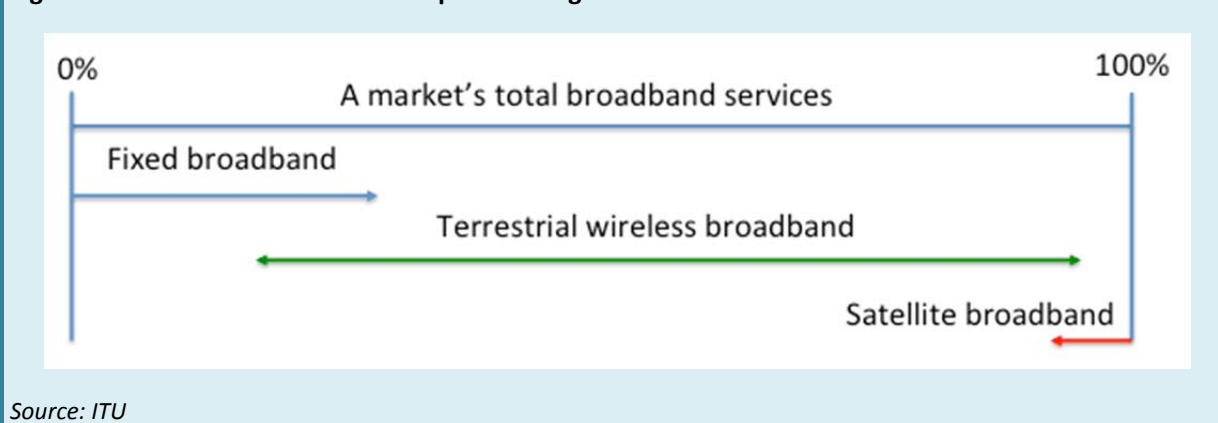 0%
100%
A market's total broadband services
Fixed broadband
Terrestrial wireless broadband
Satellite broadband
Source: ITU